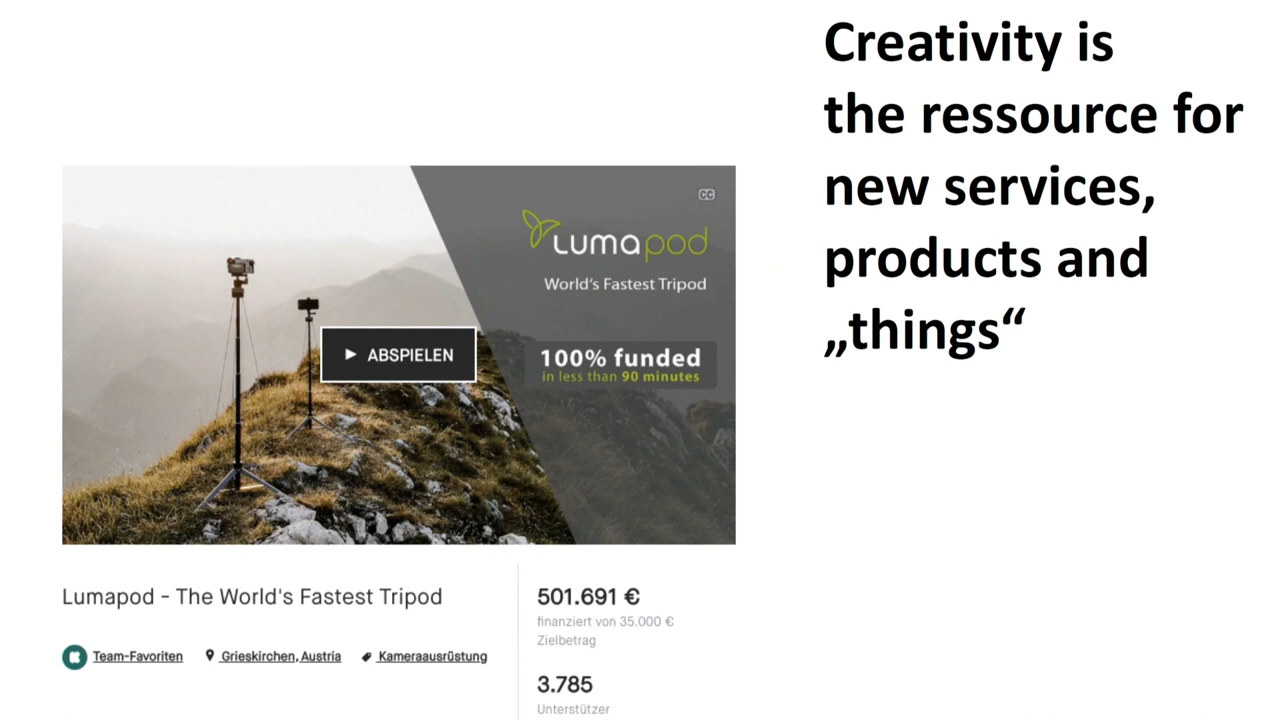 Creativity is
the ressource for
new services,
products and
„things“
CC
Lumapod
World's Fastest Tripod
ABSPIELEN
100% funded
in less than 90 minutes
Lumapod - The World's Fastest Tripod
Team-Favoriten Grieskirchen, Austria Kameraausrüstung
501.691 €
finanziert von 35.000 €
Zielbetrag
3.785
Unterstützer